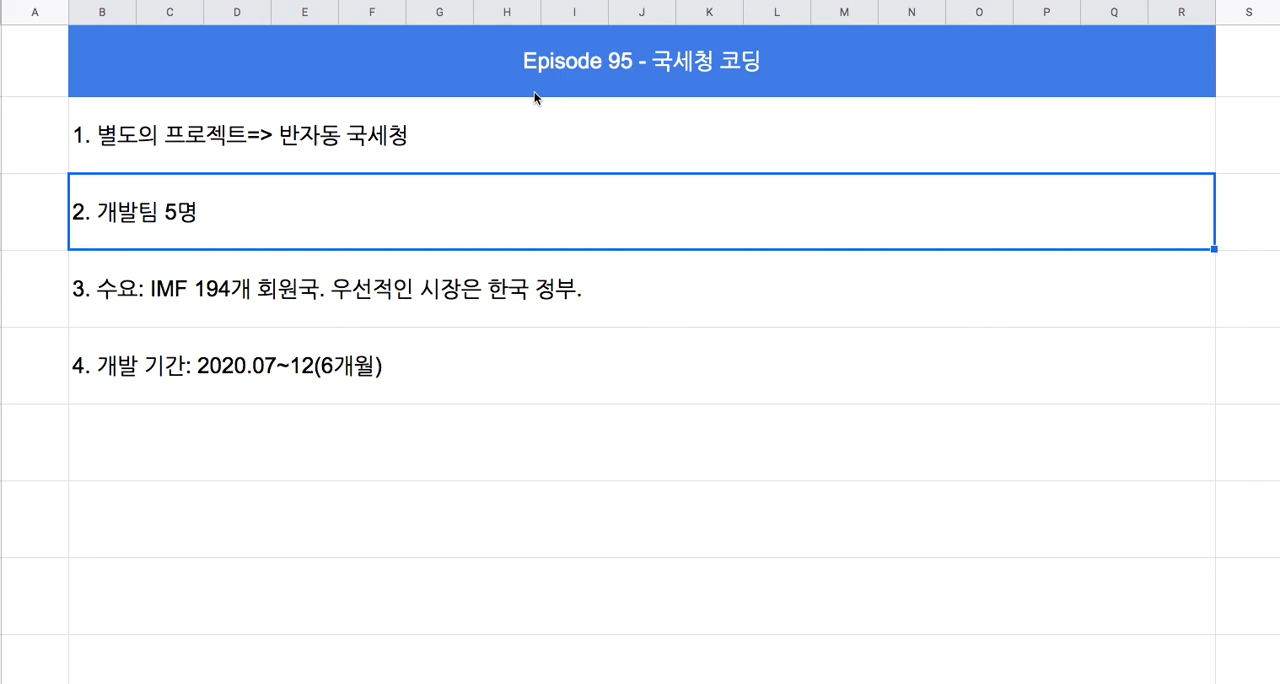 A B C D E F G H I J K L M N O P Q R S
Episode 95 - 국세청 코딩
1. 별도의 프로젝트=> 반자동 국세청
2. 개발팀 5명
3. 수요: IMF 194개 회원국. 우선적인 시장은 한국 정부.
4. 개발 기간: 2020.07~12(6개월)